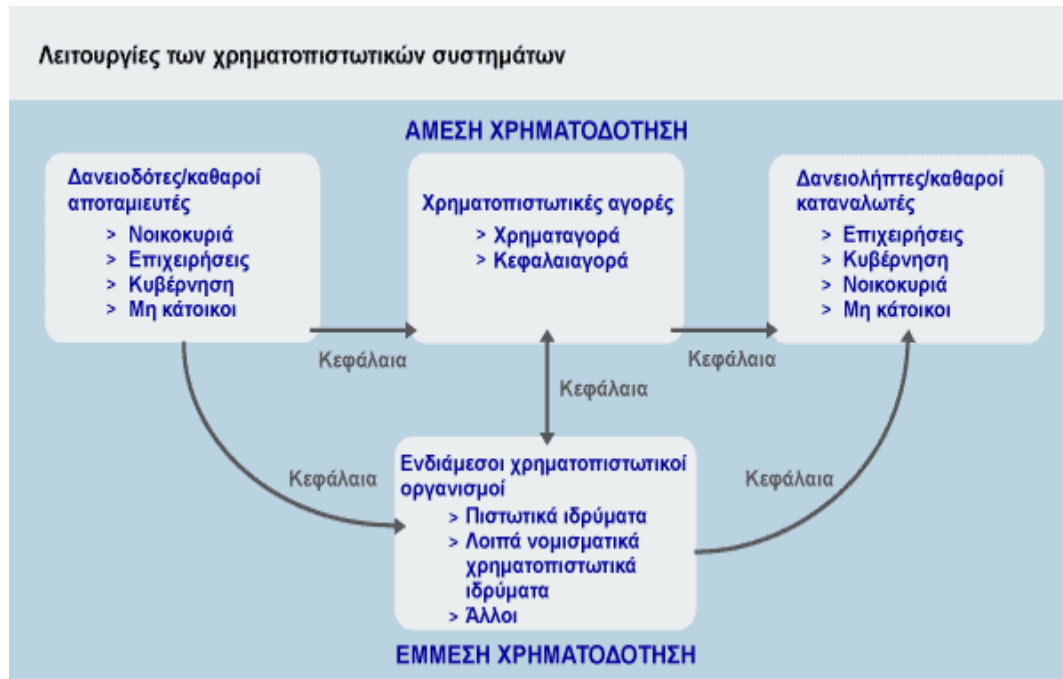 Λειτουργίες των χρηματοπιστωτικών συστημάτων
ΑΜΕΣΗ ΧΡΗΜΑΤΟΔΟΤΗΣΗ
Δανειοδότες/καθαροί
αποταμιευτές
> Νοικοκυριά
> Επιχειρήσεις
> Κυβέρνηση
> Μη κάτοικοι
Χρηματοπιστωτικές αγορές
> Χρηματαγορά
> Κεφαλαιαγορά
Δανειολήπτες/καθαροί
καταναλωτές
> Επιχειρήσεις
> Κυβέρνηση
> Νοικοκυριά
> Μη κάτοικοι
Κεφάλαια
Κεφάλαια
Κεφάλαια
Κεφάλαια
Κεφάλαια
Ενδιάμεσοι χρηματοπιστωτικοί
οργανισμοί
> Πιστωτικά ιδρύματα
> Λοιπά νομισματικά
χρηματοπιστωτικά
ιδρύματα
> Άλλοι
ΕΜΜΕΣΗ ΧΡΗΜΑΤΟΔΟΤΗΣΗ